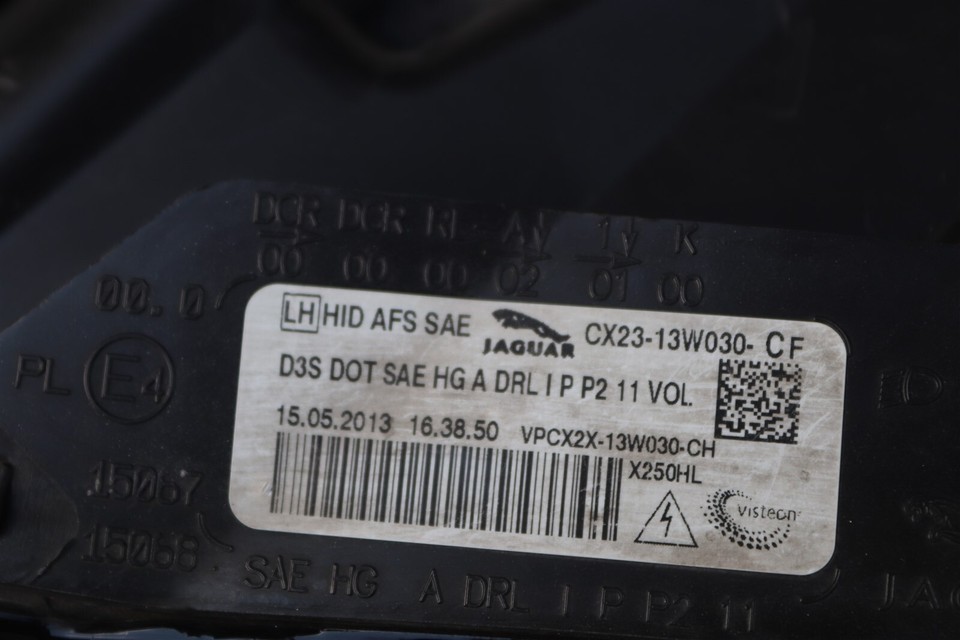 DCR DCR RL A 1 K
00 00 00 02 01 00
00.0
PL E4
LH HID AFS SAE JAGUAR CX23-13W030- CF
D3S DOT SAE HG A DRL I P P2 11 VOL.
15.05.2013 16.38.50 VPCX2X-13W030-CH
X250HL
visteon
15067
15068
SAE HG A DRL I P P2 11